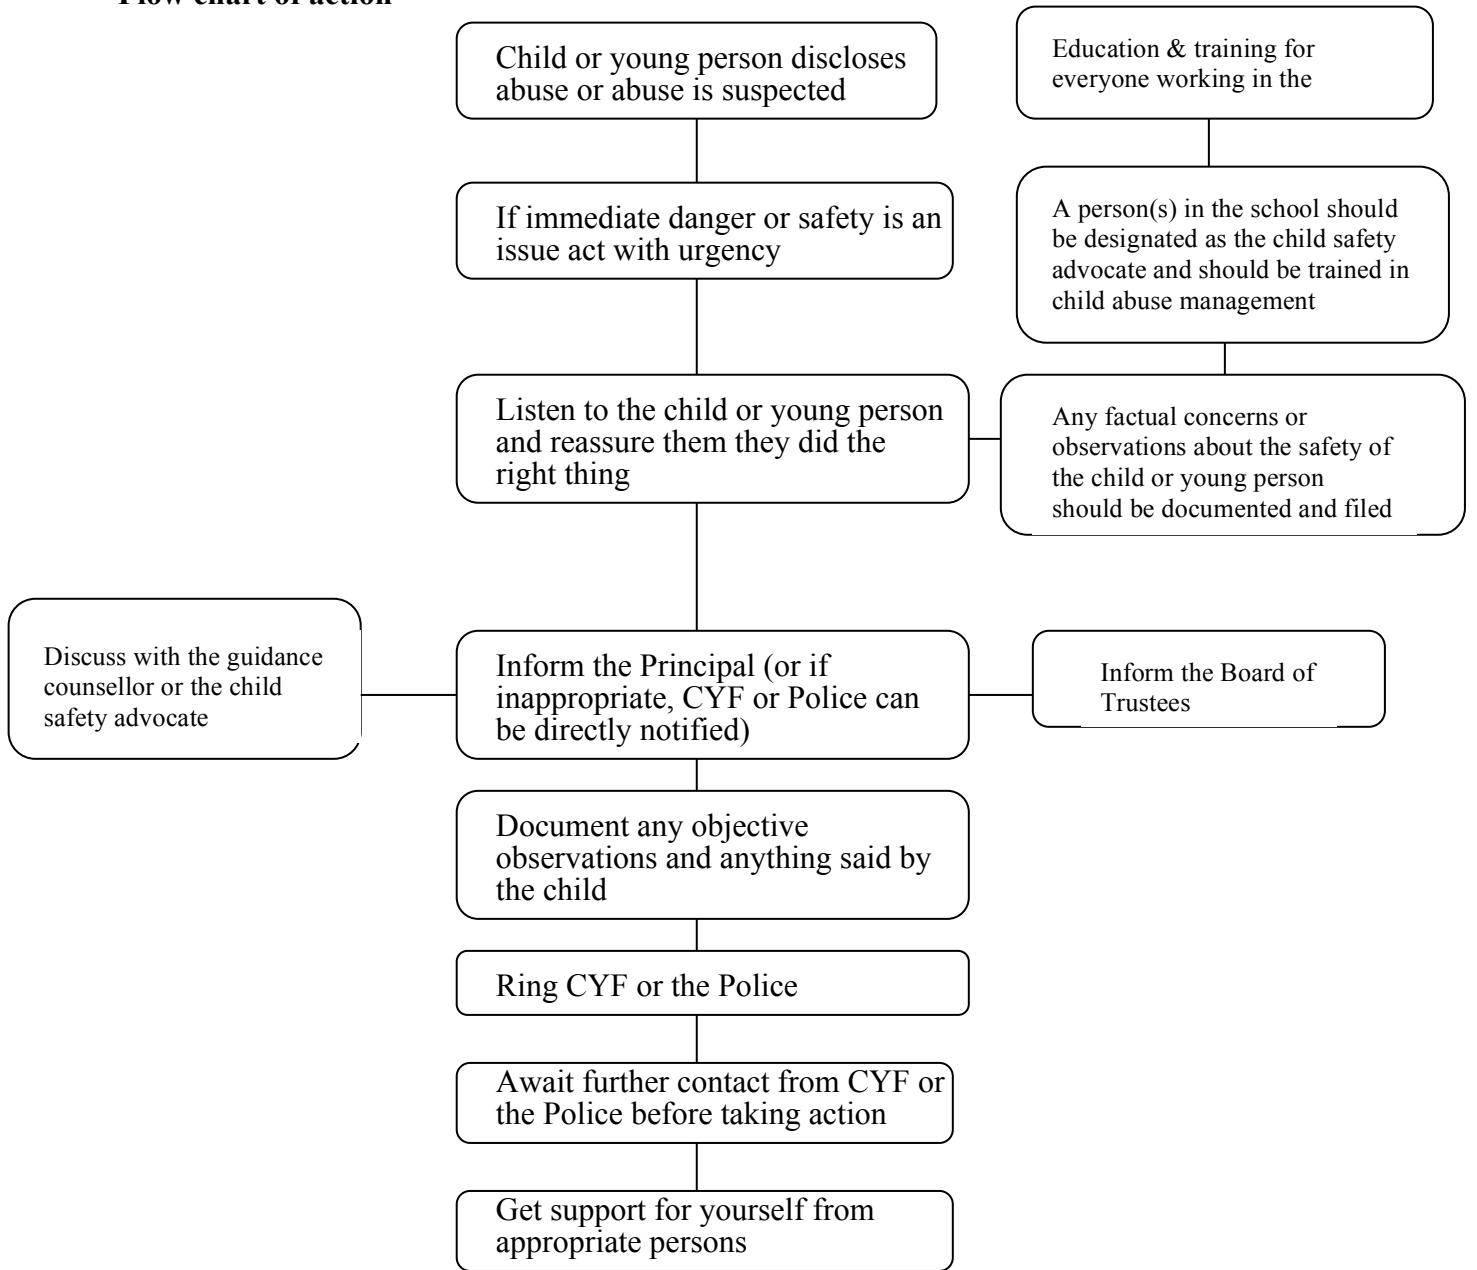 Flow chart of action
Child or young person discloses
abuse or abuse is suspected
Education & training for
everyone working in the
If immediate danger or safety is an
issue act with urgency
A person(s) in the school should
be designated as the child safety
advocate and should be trained in
child abuse management
Listen to the child or young person
and reassure them they did the
right thing
Any factual concerns or
observations about the safety of
the child or young person
should be documented and filed
Discuss with the guidance
counsellor or the child
safety advocate
Inform the Principal (or if
inappropriate, CYF or Police can
be directly notified)
Inform the Board of
Trustees
Document any objective
observations and anything said by
the child
Ring CYF or the Police
Await further contact from CYF or
the Police before taking action
Get support for yourself from
appropriate persons